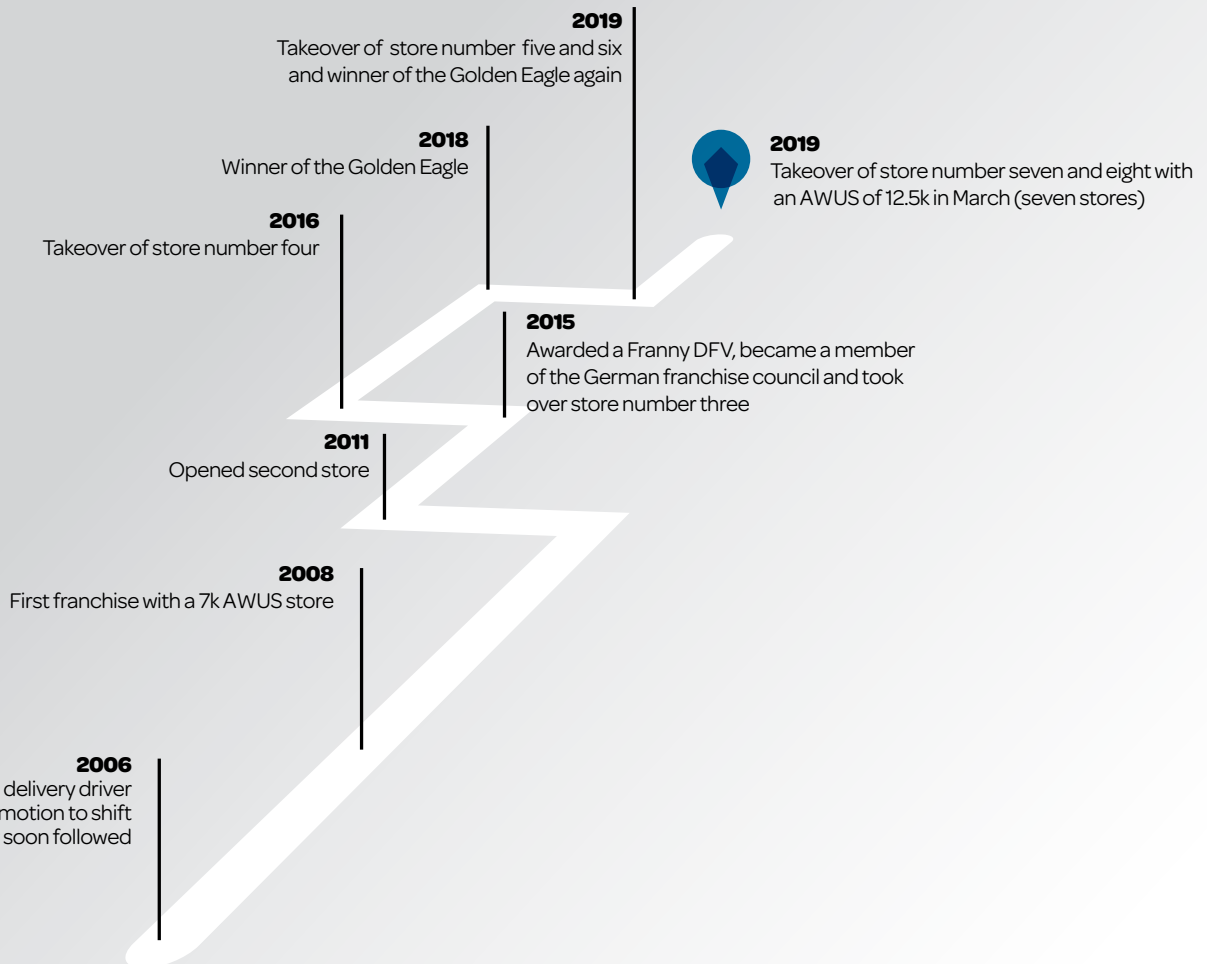 2019
Takeover of store number five and six
and winner of the Golden Eagle again
2018
Winner of the Golden Eagle
2019
Takeover of store number seven and eight with
an AWUS of 12.5k in March (seven stores)
2016
Takeover of store number four
2015
Awarded a Franny DFV, became a member
of the German franchise council and took
over store number three
2011
Opened second store
2008
First franchise with a 7k AWUS store
2006
delivery driver
motion to shift
soon followed